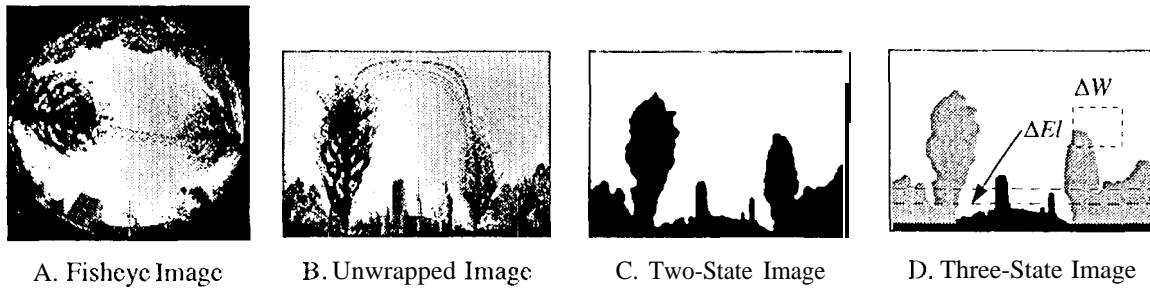 ΔW
ΔEl
A. Fisheye Image
B. Unwrapped Image
C. Two-State Image
D. Three-State Image